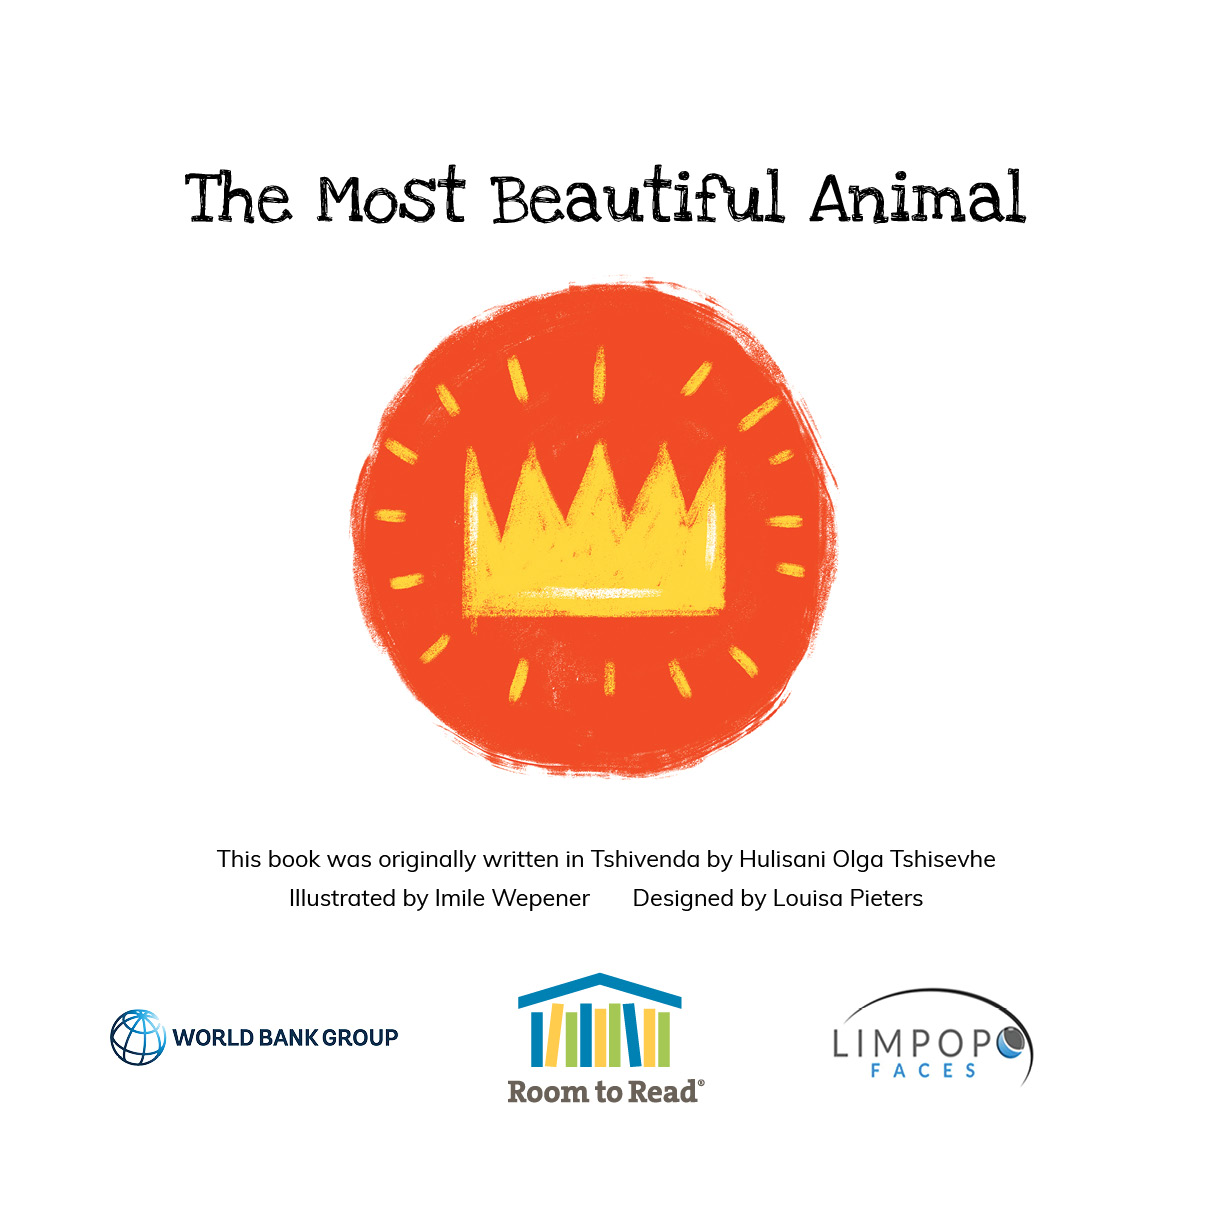 The Most Beautiful Animal
This book was originally written in Tshivenda by Hulisani Olga Tshisevhe
Illustrated by Imile Wepener Designed by Louisa Pieters
WORLD BANK GROUP
Room to Read®
LIMPOPO
FACES